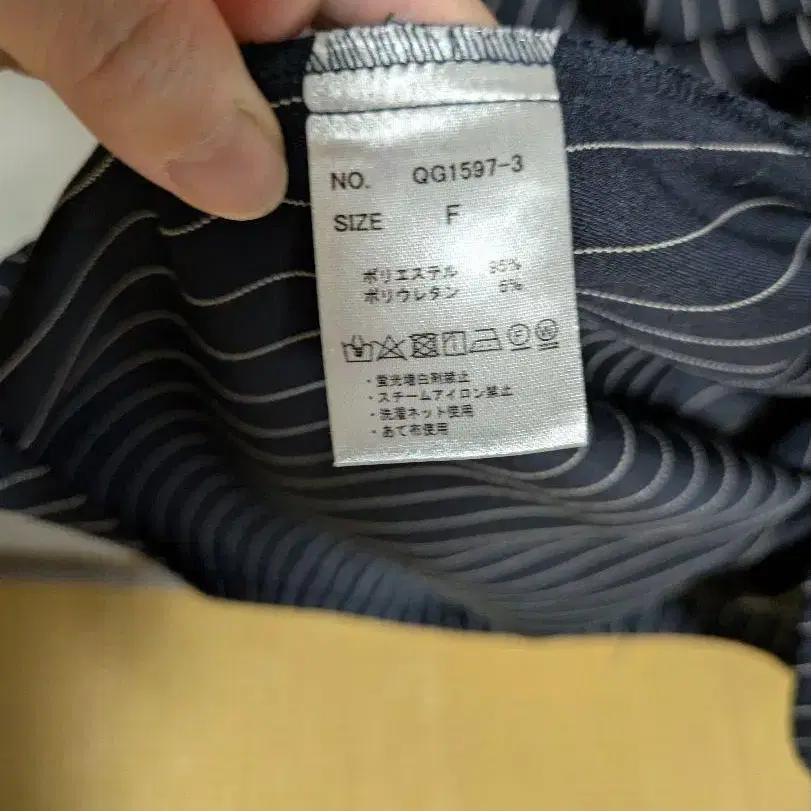 NO. QG1597-3
SIZE F
ポリエステル 95%
ポリウレタン 5%
・蛍光増白剤禁止
・スチームアイロン禁止
・洗濯ネット使用
・あて布使用